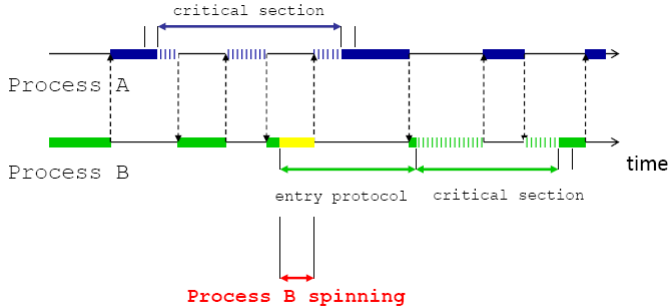 critical section
Process A
Process B
time
entry protocol
critical section
Process B spinning